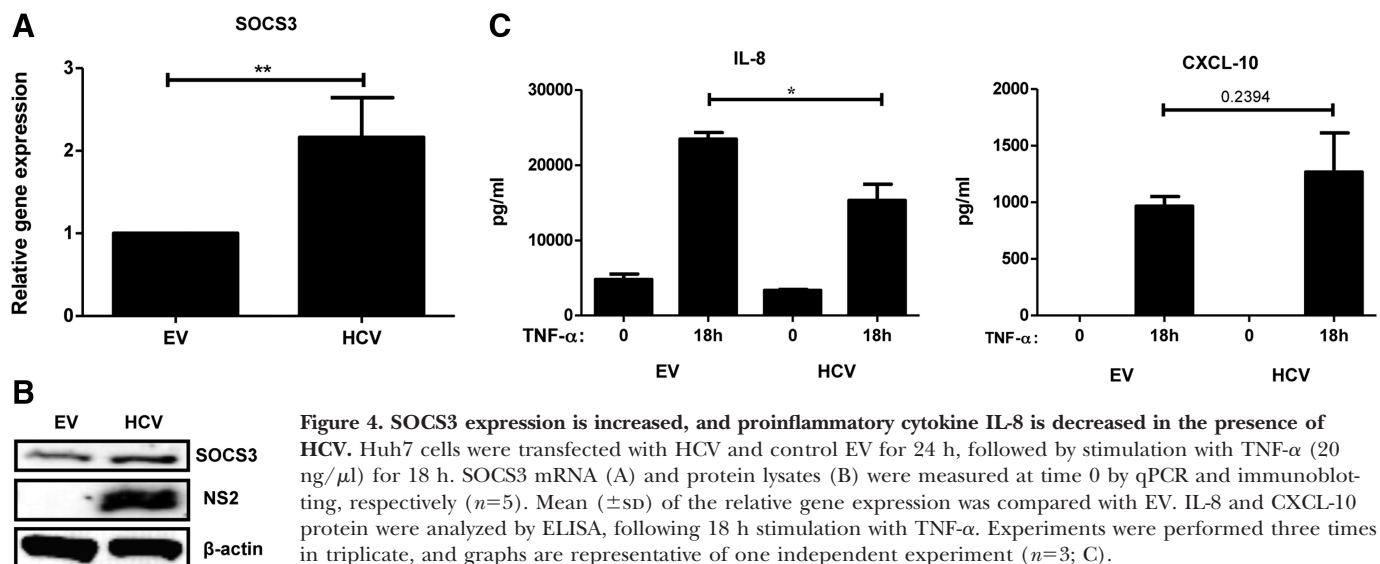 A
SOCS3
Relative gene expression
3
2
1
0
**
EV
HCV
B
EV
HCV
SOCS3
NS2
β-actin
C
IL-8
pg/ml
30000
20000
10000
0
*
TNF-α:
0
18h
0
18h
EV
HCV
CXCL-10
pg/ml
2000
1500
1000
500
0
0.2394
TNF-α:
0
18h
0
18h
EV
HCV
Figure 4. SOCS3 expression is increased, and proinflammatory cytokine IL-8 is decreased in the presence of
HCV. Huh7 cells were transfected with HCV and control EV for 24 h, followed by stimulation with TNF-α (20
ng/μl) for 18 h. SOCS3 mRNA (A) and protein lysates (B) were measured at time 0 by qPCR and immunoblot-
ting, respectively (n=5). Mean (±SD) of the relative gene expression was compared with EV. IL-8 and CXCL-10
protein were analyzed by ELISA, following 18 h stimulation with TNF-α. Experiments were performed three times
in triplicate, and graphs are representative of one independent experiment (n=3; C).